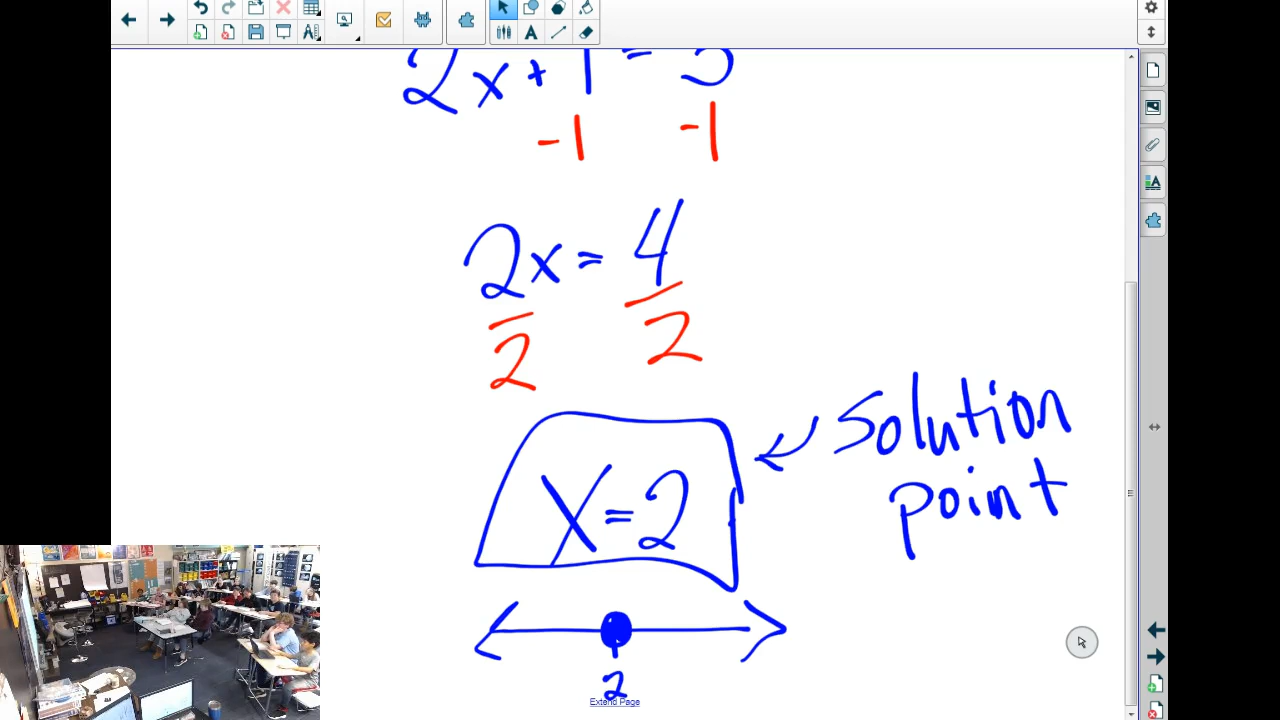 2x + 1 = 5
-1 -1
2x = 4
2 2
x = 2
Solution
point
2
Extend Page